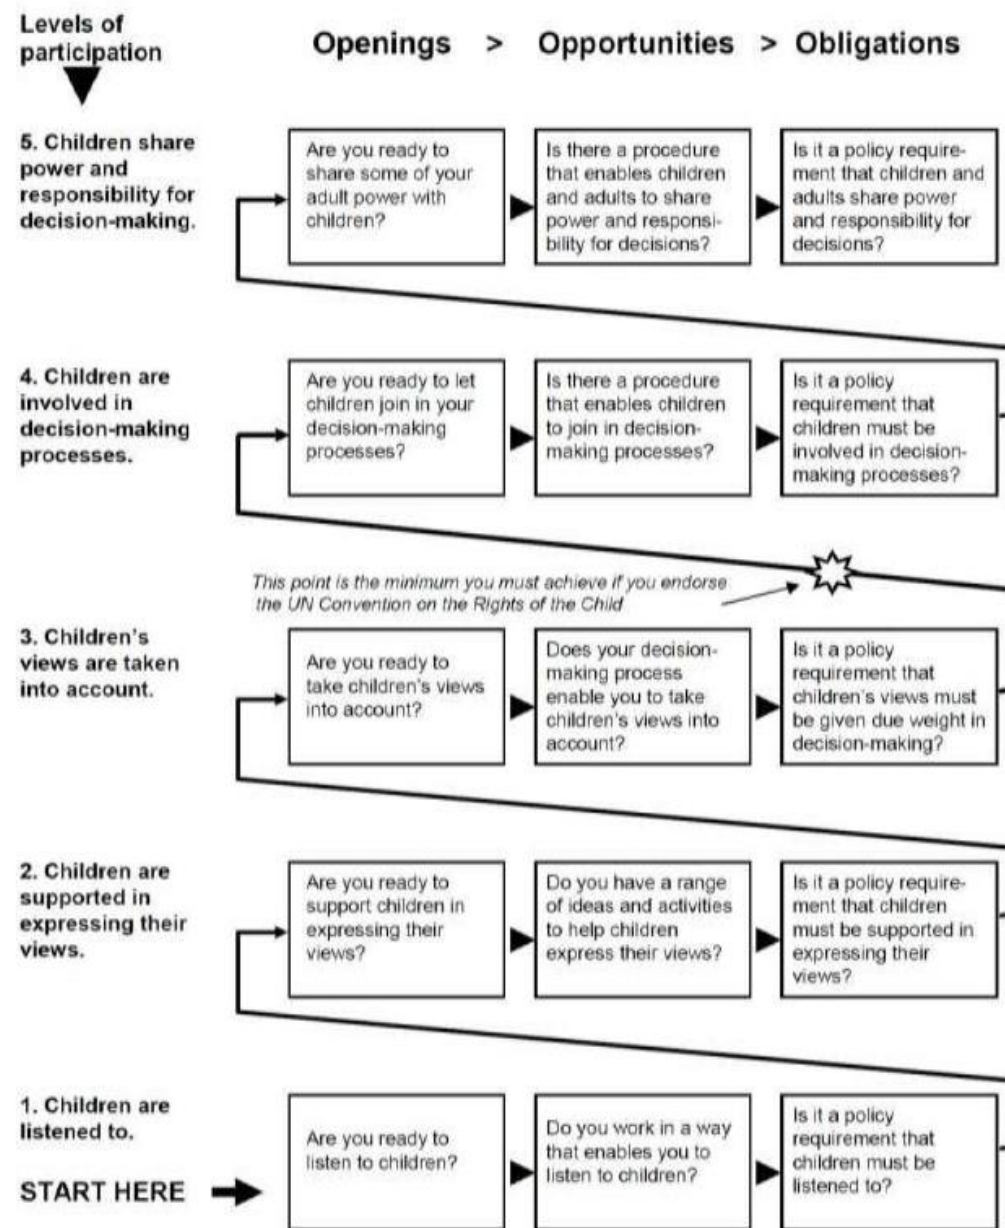 Levels of
participation
Openings > Opportunities > Obligations
5. Children share
power and
responsibility for
decision-making.
Are you ready to
share some of your
adult power with
children?
Is there a procedure
that enables children
and adults to share
power and responsi-
bility for decisions?
Is it a policy require-
ment that children and
adults share power
and responsibility for
decisions?
4. Children are
involved in
decision-making
processes.
Are you ready to let
children join in your
decision-making
processes?
Is there a procedure
that enables children
to join in decision-
making processes?
Is it a policy
requirement that
children must be
involved in decision-
making processes?
This point is the minimum you must achieve if you endorse
the UN Convention on the Rights of the Child
3. Children's
views are taken
into account.
Are you ready to
take children's views
into account?
Does your decision-
making process
enable you to take
children's views into
account?
Is it a policy
requirement that
children's views must
be given due weight in
decision-making?
2. Children are
supported in
expressing their
views.
Are you ready to
support children in
expressing their
views?
Do you have a range
of ideas and activities
to help children
express their views?
Is it a policy require-
ment that children
must be supported in
expressing their
views?
1. Children are
listened to.
START HERE
Are you ready to
listen to children?
Do you work in a way
that enables you to
listen to children?
Is it a policy
requirement that
children must be
listened to?